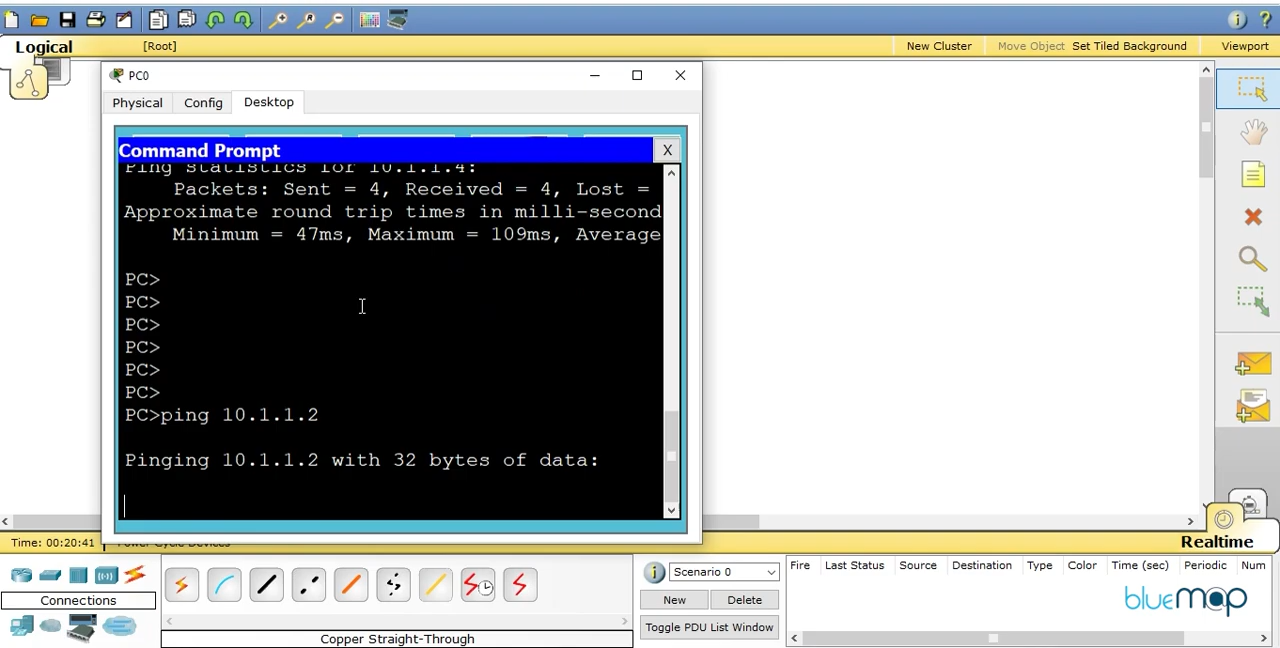 Logical
[Root]
New Cluster
Move Object
Set Tiled Background
Viewport
PC0
Physical
Config
Desktop
Command Prompt
X
Ping statistics for 10.1.1.4:
Packets: Sent = 4, Received = 4, Lost =
Approximate round trip times in milli-second
Minimum = 47ms, Maximum = 109ms, Average
PC>
PC>
PC>
PC>
PC>
PC>
PC>ping 10.1.1.2
Pinging 10.1.1.2 with 32 bytes of data:
Time: 00:20:41
Power Cycle Devices
Realtime
Connections
Copper Straight-Through
Scenario 0
New
Delete
Toggle PDU List Window
Fire
Last Status
Source
Destination
Type
Color
Time (sec)
Periodic
Num
bluemap